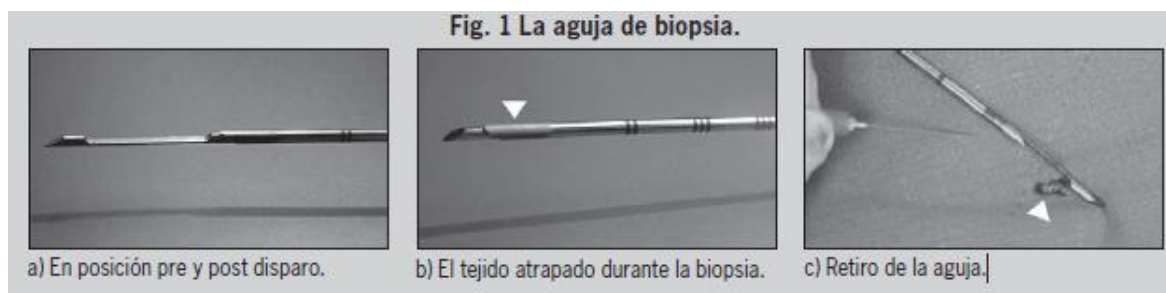 Fig. 1 La aguja de biopsia.
a) En posición pre y post disparo.
b) El tejido atrapado durante la biopsia.
c) Retiro de la aguja.